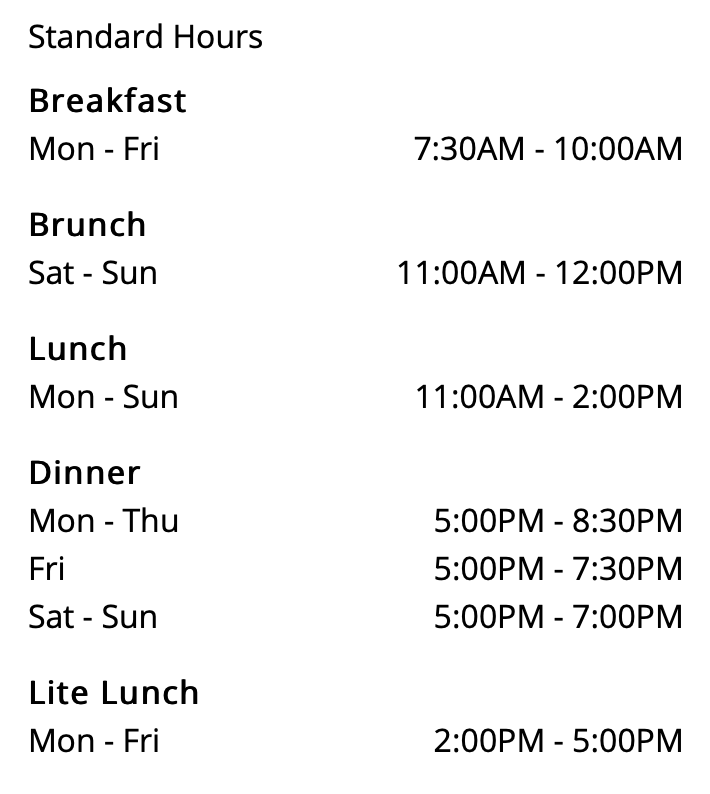 Standard Hours
Breakfast
Mon - Fri 7:30AM - 10:00AM
Brunch
Sat - Sun 11:00AM - 12:00PM
Lunch
Mon - Sun 11:00AM - 2:00PM
Dinner
Mon - Thu 5:00PM - 8:30PM
Fri 5:00PM - 7:30PM
Sat - Sun 5:00PM - 7:00PM
Lite Lunch
Mon - Fri 2:00PM - 5:00PM